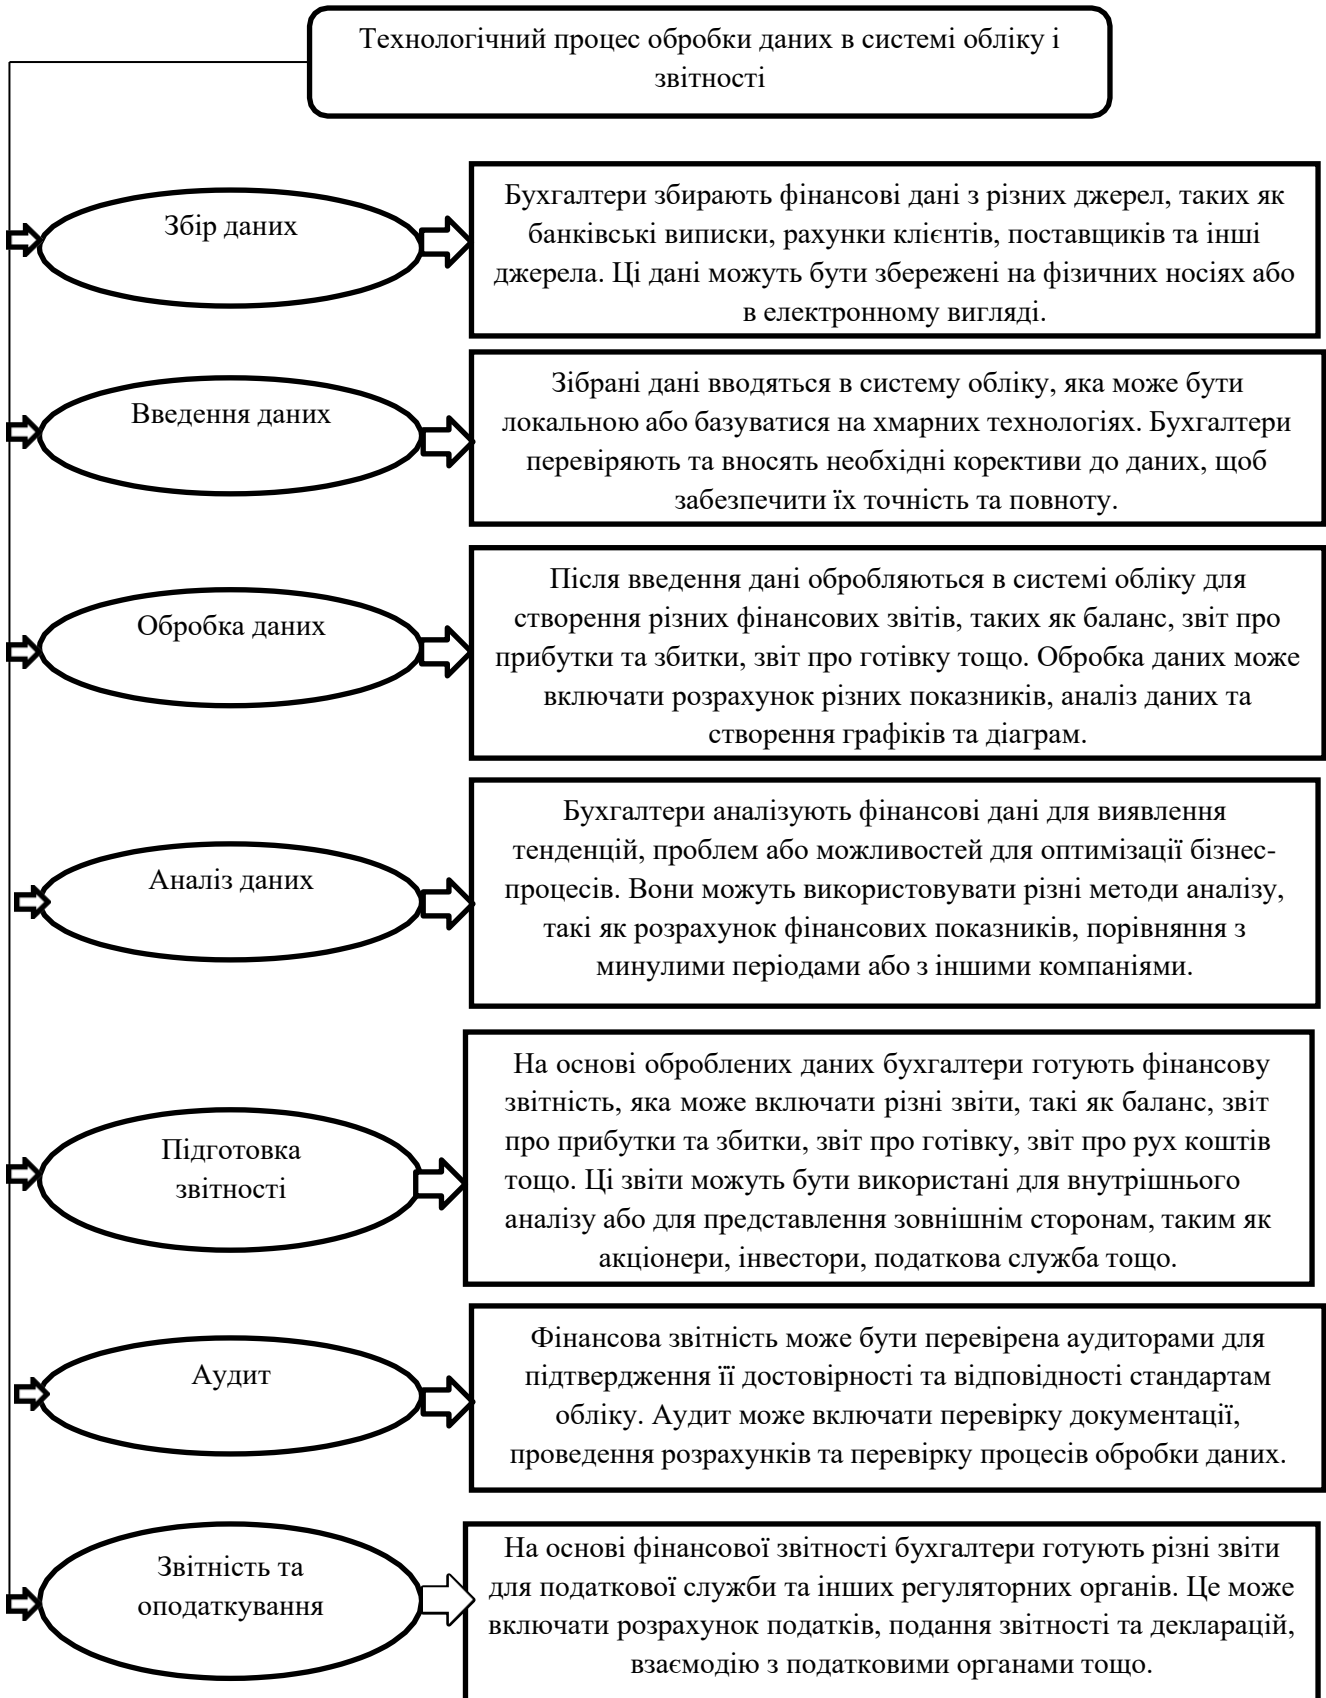 Технологічний процес обробки даних в системі обліку і
звітності
Збір даних
Бухгалтери збирають фінансові дані з різних джерел, таких як
банківські виписки, рахунки клієнтів, поставщиків та інші
джерела. Ці дані можуть бути збережені на фізичних носіях або
в електронному вигляді.
Введення даних
Зібрані дані вводяться в систему обліку, яка може бути
локальною або базуватися на хмарних технологіях. Бухгалтери
перевіряють та вносять необхідні корективи до даних, щоб
забезпечити їх точність та повноту.
Обробка даних
Після введення дані обробляються в системі обліку для
створення різних фінансових звітів, таких як баланс, звіт про
прибутки та збитки, звіт про готівку тощо. Обробка даних може
включати розрахунок різних показників, аналіз даних та
створення графіків та діаграм.
Аналіз даних
Бухгалтери аналізують фінансові дані для виявлення
тенденцій, проблем або можливостей для оптимізації бізнес-
процесів. Вони можуть використовувати різні методи аналізу,
такі як розрахунок фінансових показників, порівняння з
минулими періодами або з іншими компаніями.
Підготовка
звітності
На основі оброблених даних бухгалтери готують фінансову
звітність, яка може включати різні звіти, такі як баланс, звіт
про прибутки та збитки, звіт про готівку, звіт про рух коштів
тощо. Ці звіти можуть бути використані для внутрішнього
аналізу або для представлення зовнішнім сторонам, таким як
акціонери, інвестори, податкова служба тощо.
Аудит
Фінансова звітність може бути перевірена аудиторами для
підтвердження її достовірності та відповідності стандартам
обліку. Аудит може включати перевірку документації,
проведення розрахунків та перевірку процесів обробки даних.
Звітність та
оподаткування
На основі фінансової звітності бухгалтери готують різні звіти
для податкової служби та інших регуляторних органів. Це може
включати розрахунок податків, подання звітності та декларацій,
взаємодію з податковими органами тощо.